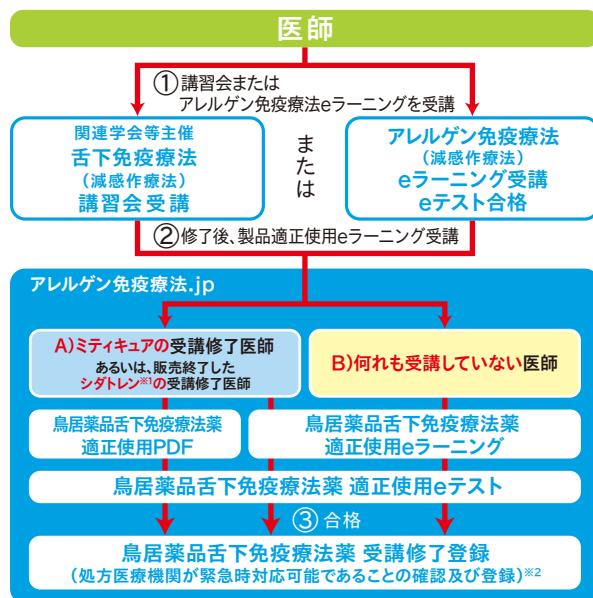 医師
①講習会または
アレルゲン免疫療法eラーニングを受講
関連学会等主催
舌下免疫療法
(減感作療法)
講習会受講
または
アレルゲン免疫療法
(減感作療法)
eラーニング受講
eテスト合格
②修了後、製品適正使用eラーニング受講
アレルゲン免疫療法.jp
A)ミティキュアの受講修了医師
あるいは、販売終了した
シダトレン※1の受講修了医師
B)何れも受講していない医師
鳥居薬品舌下免疫療法薬
適正使用PDF
鳥居薬品舌下免疫療法薬
適正使用eラーニング
鳥居薬品舌下免疫療法薬 適正使用eテスト
③合格
鳥居薬品舌下免疫療法薬 受講修了登録
(処方医療機関が緊急時対応可能であることの確認及び登録)※2